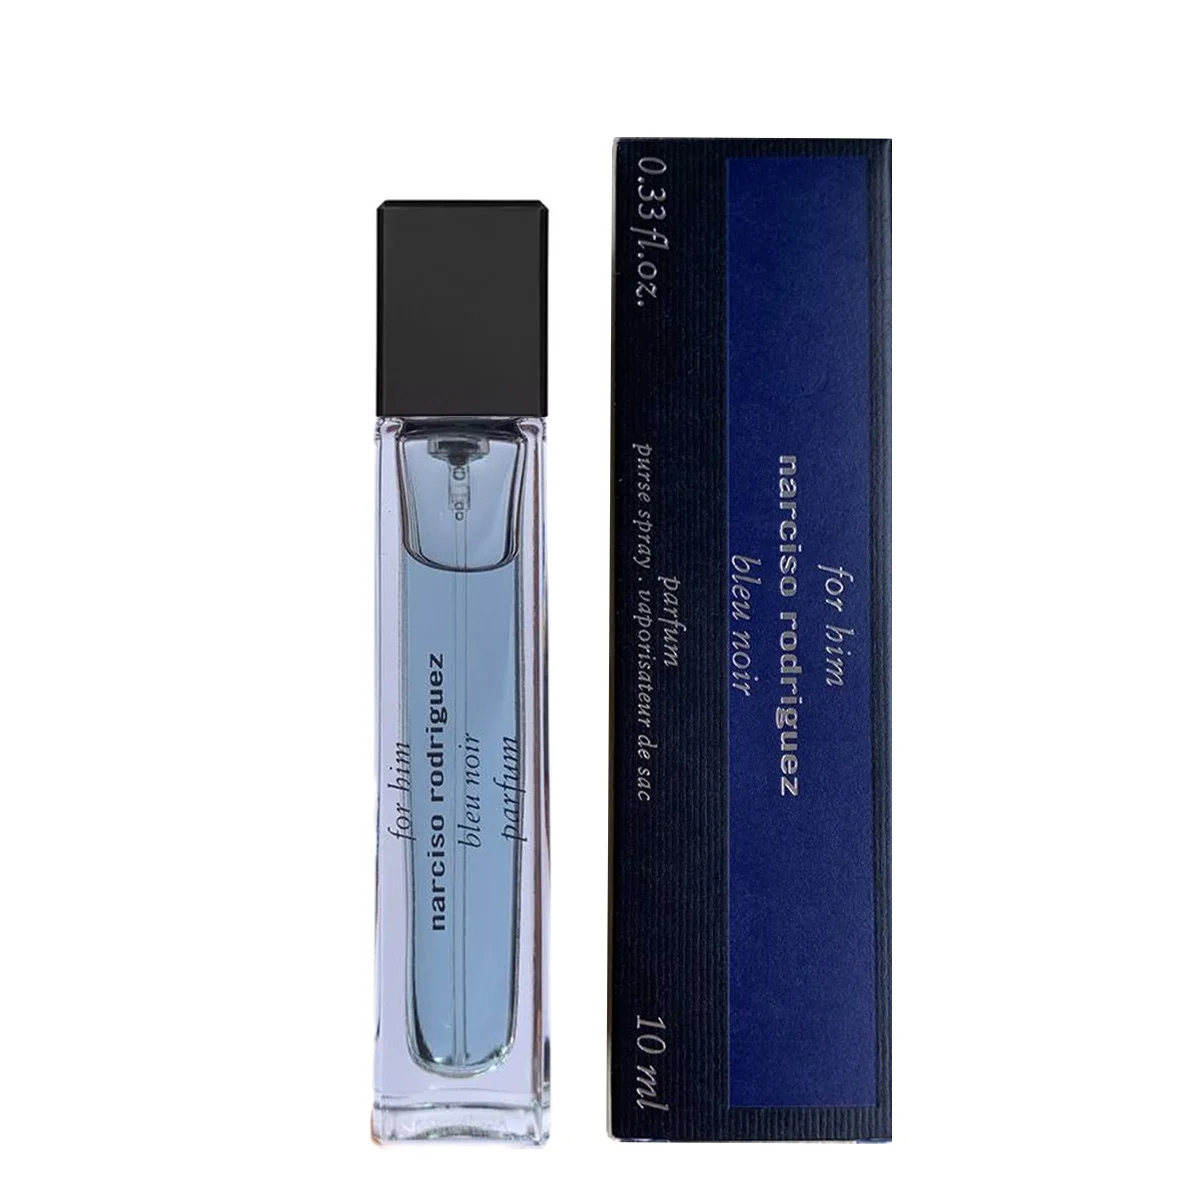 for him
narciso rodriguez
bleu noir
parfum
for him
narciso rodriguez
bleu noir
0.33 fl.oz.
parfum
purse spray . vaporisateur de sac
10 ml